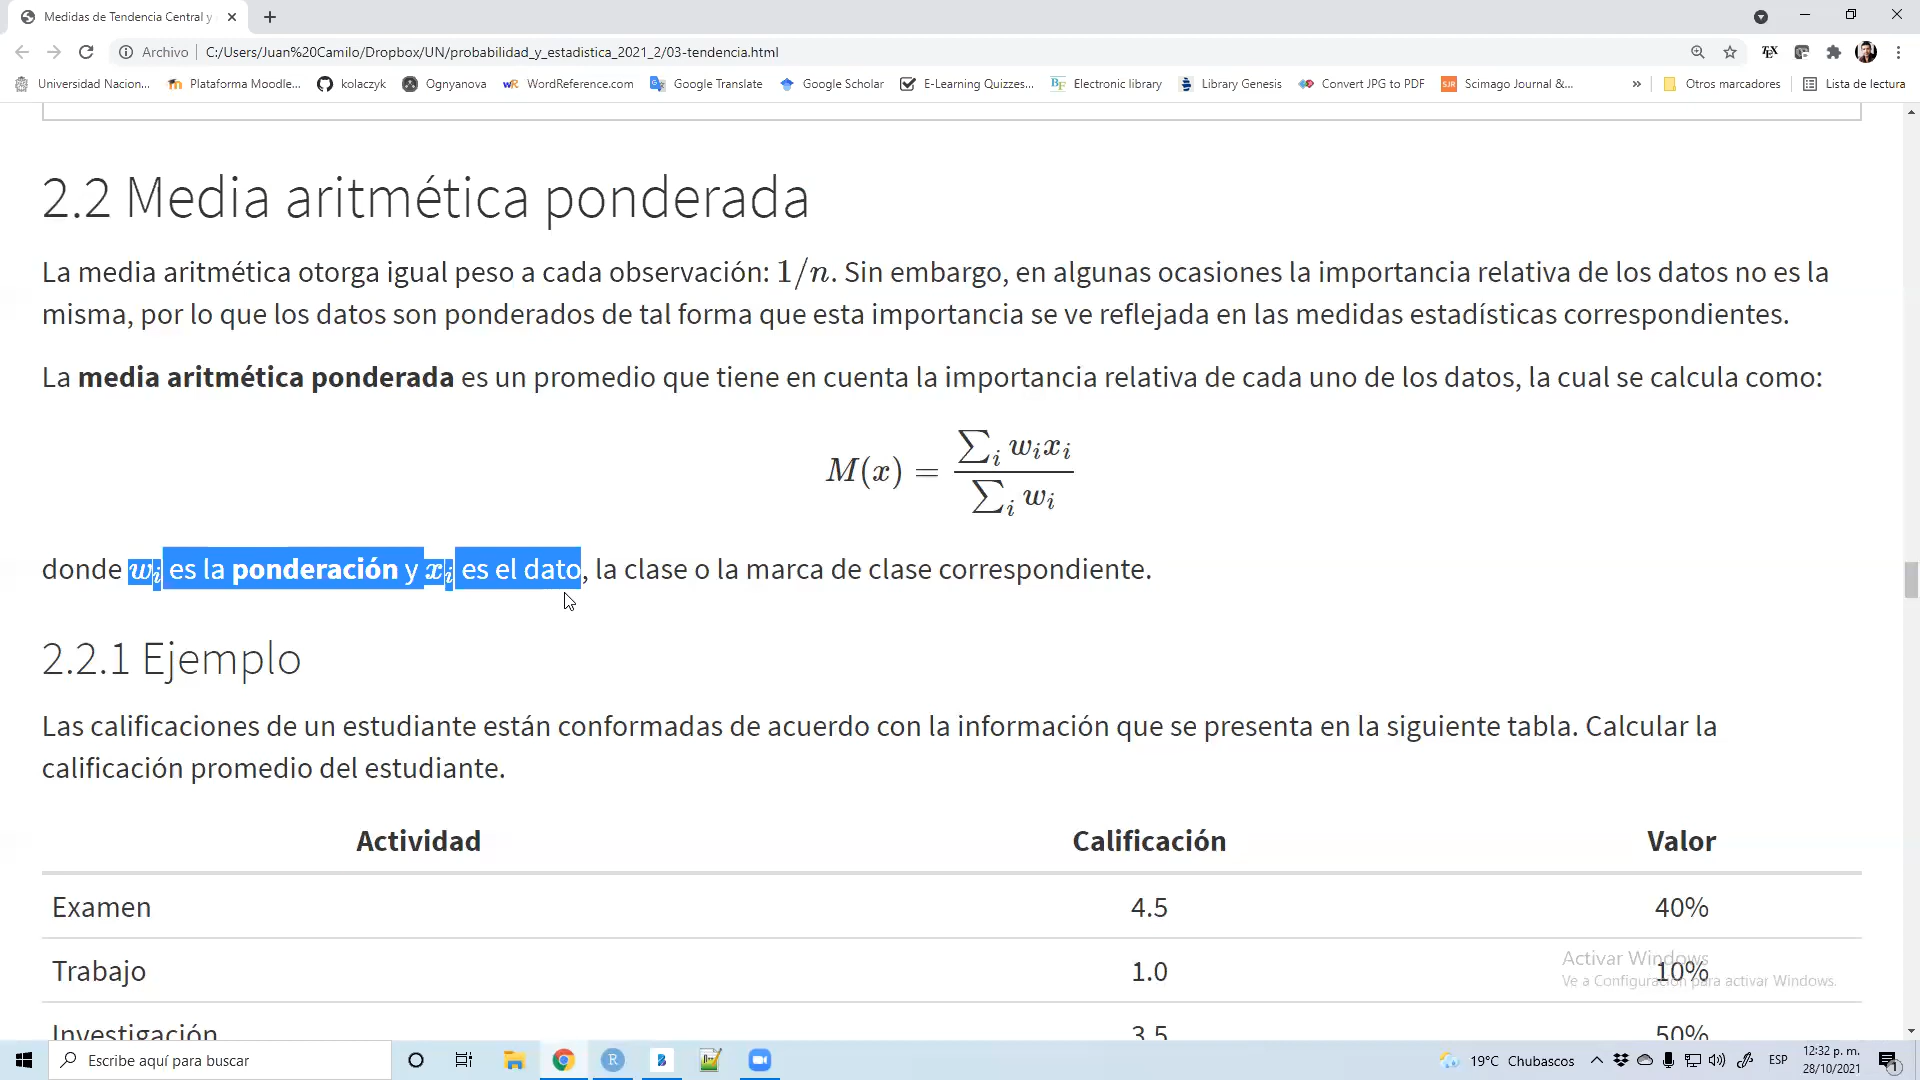 Medidas de Tendencia Central y
Archivo
C:/Users/Juan%20Camilo/Dropbox/UN/probabilidad_y_estadistica_2021_2/03-tendencia.html
Universidad Nacion... Plataforma Moodle... kolaczyk Ognyanova WordReference.com Google Translate Google Scholar E-Learning Quizzes... Electronic library Library Genesis Convert JPG to PDF Scimago Journal &... » Otros marcadores Lista de lectura
2.2 Media aritmética ponderada
La media aritmética otorga igual peso a cada observación: 1/n. Sin embargo, en algunas ocasiones la importancia relativa de los datos no es la
misma, por lo que los datos son ponderados de tal forma que esta importancia se ve reflejada en las medidas estadísticas correspondientes.
La media aritmética ponderada es un promedio que tiene en cuenta la importancia relativa de cada uno de los datos, la cual se calcula como:
M(x) = ∑ᵢ wᵢxᵢ / ∑ᵢ wᵢ
donde wᵢ es la ponderación y xᵢ es el dato, la clase o la marca de clase correspondiente.
2.2.1 Ejemplo
Las calificaciones de un estudiante están conformadas de acuerdo con la información que se presenta en la siguiente tabla. Calcular la
calificación promedio del estudiante.
Actividad Calificación Valor
Examen 4.5 40%
Trabajo 1.0 10%
Investigación 3.5 50%
Activar Windows
Ve a Configuración para activar Windows.
Escribe aquí para buscar
19°C Chubascos
ESP
12:32 p. m.
28/10/2021